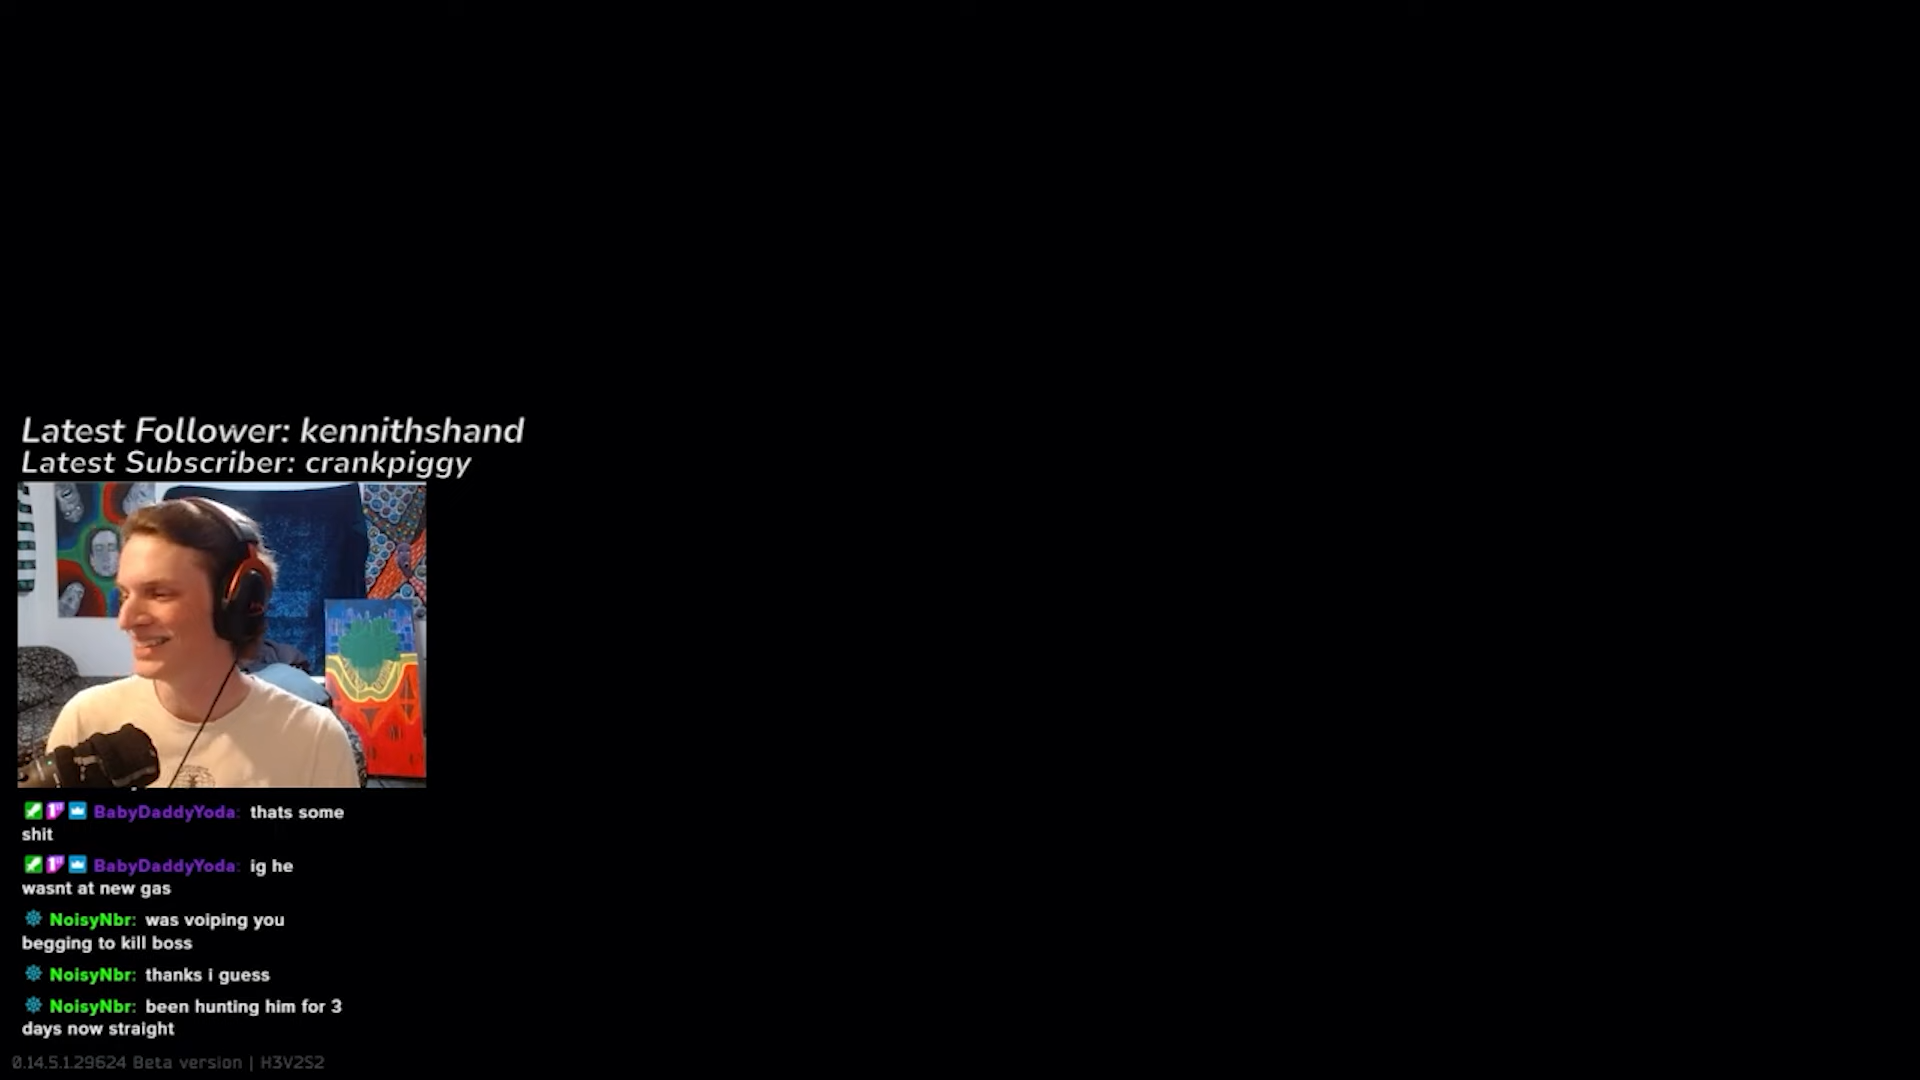 Latest Follower: kennithshand
Latest Subscriber: crankpiggy
BabyDaddyYoda: thats some
shit
BabyDaddyYoda: ig he
wasnt at new gas
NoisyNbr: was voiping you
begging to kill boss
NoisyNbr: thanks i guess
NoisyNbr: been hunting him for 3
days now straight
0.14.5.1.29624 Beta version | H3V2S2